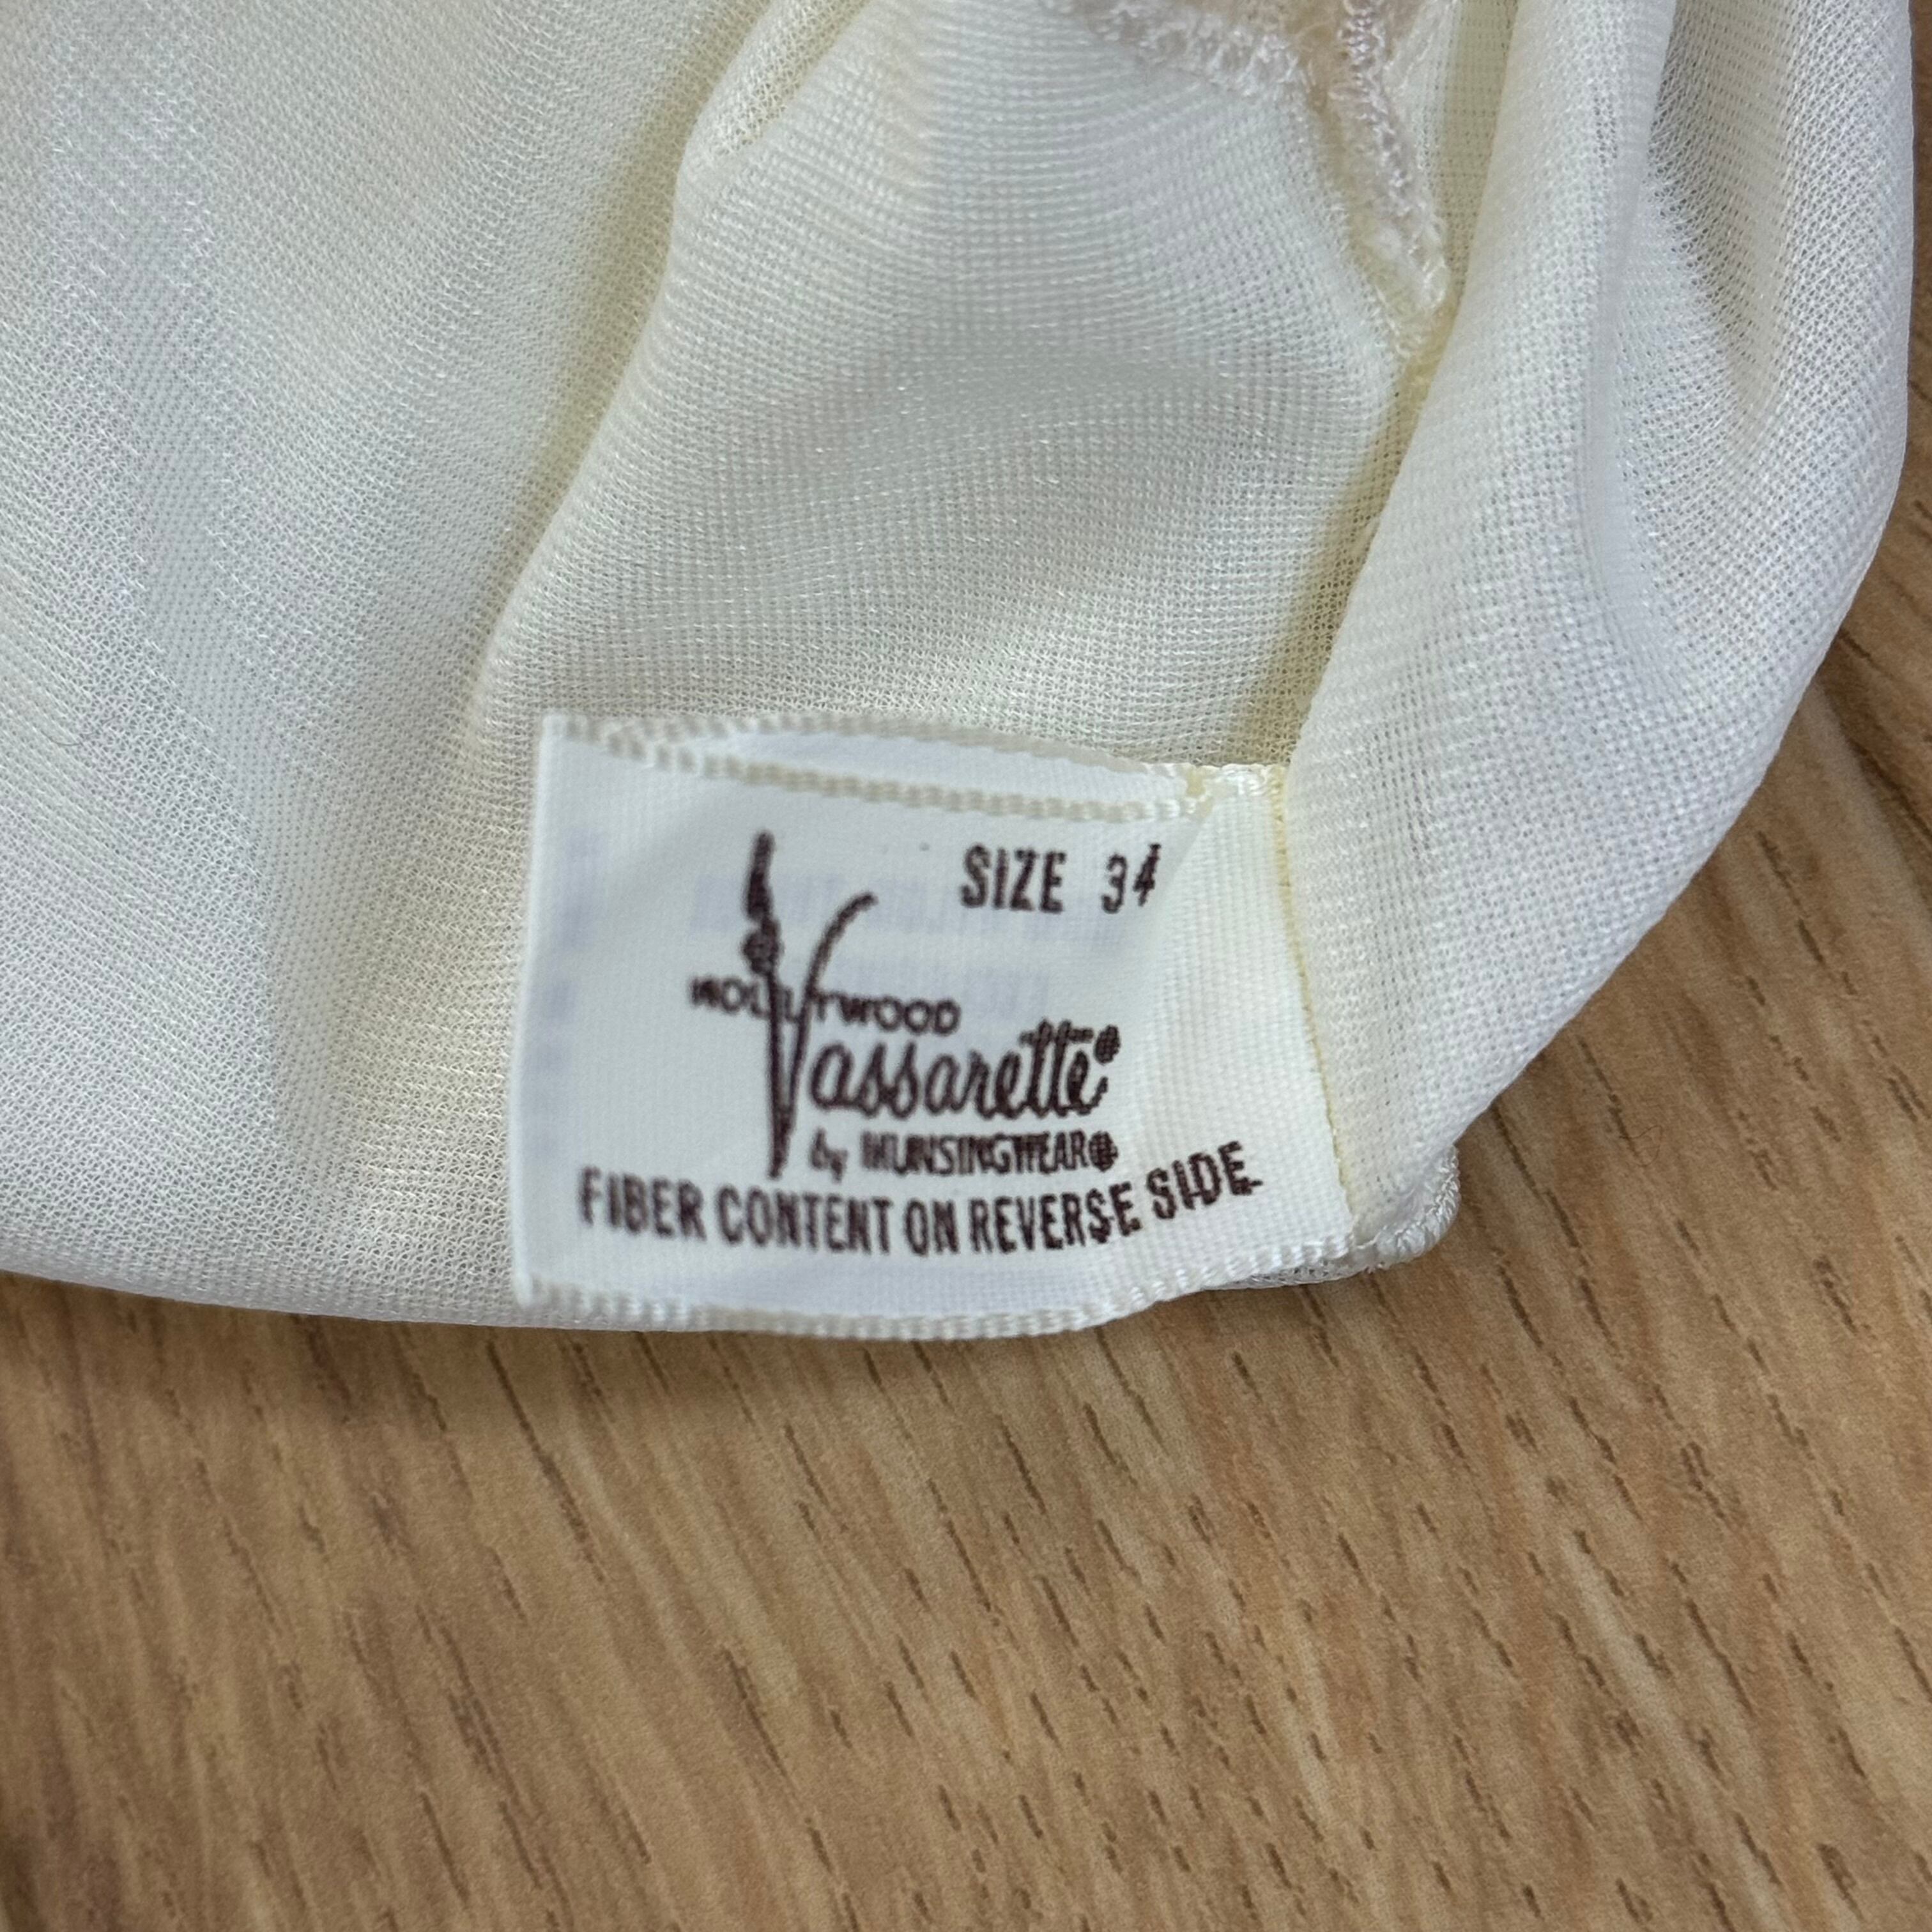 SIZE 34
HOLLYWOOD
Vassarette®
by MUNSINGWEAR®
FIBER CONTENT ON REVERSE SIDE.